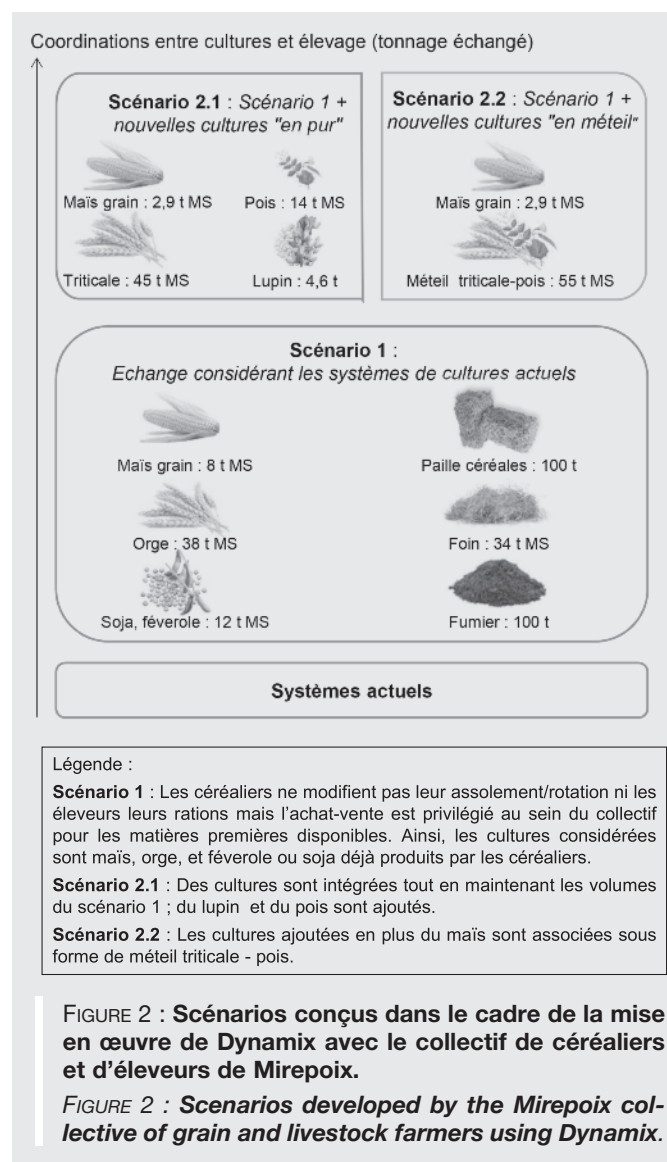 Coordinations entre cultures et élevage (tonnage échangé)
Scénario 2.1 : Scénario 1 +
nouvelles cultures "en pur"
Maïs grain : 2,9 t MS
Pois : 14 t MS
Triticale : 45 t MS
Lupin : 4,6 t
Scénario 2.2 : Scénario 1 +
nouvelles cultures "en méteil"
Maïs grain : 2,9 t MS
Méteil triticale-pois : 55 t MS
Scénario 1 :
Echange considérant les systèmes de cultures actuels
Maïs grain : 8 t MS
Paille céréales : 100 t
Orge : 38 t MS
Foin : 34 t MS
Soja, féverole : 12 t MS
Fumier : 100 t
Systèmes actuels
Légende :
Scénario 1 : Les céréaliers ne modifient pas leur assolement/rotation ni les
éleveurs leurs rations mais l'achat-vente est privilégié au sein du collectif
pour les matières premières disponibles. Ainsi, les cultures considérées
sont maïs, orge, et féverole ou soja déjà produits par les céréaliers.
Scénario 2.1 : Des cultures sont intégrées tout en maintenant les volumes
du scénario 1 ; du lupin et du pois sont ajoutés.
Scénario 2.2 : Les cultures ajoutées en plus du maïs sont associées sous
forme de méteil triticale - pois.
FIGURE 2 : Scénarios conçus dans le cadre de la mise
en œuvre de Dynamix avec le collectif de céréaliers
et d'éleveurs de Mirepoix.
FIGURE 2 : Scenarios developed by the Mirepoix col-
lective of grain and livestock farmers using Dynamix.